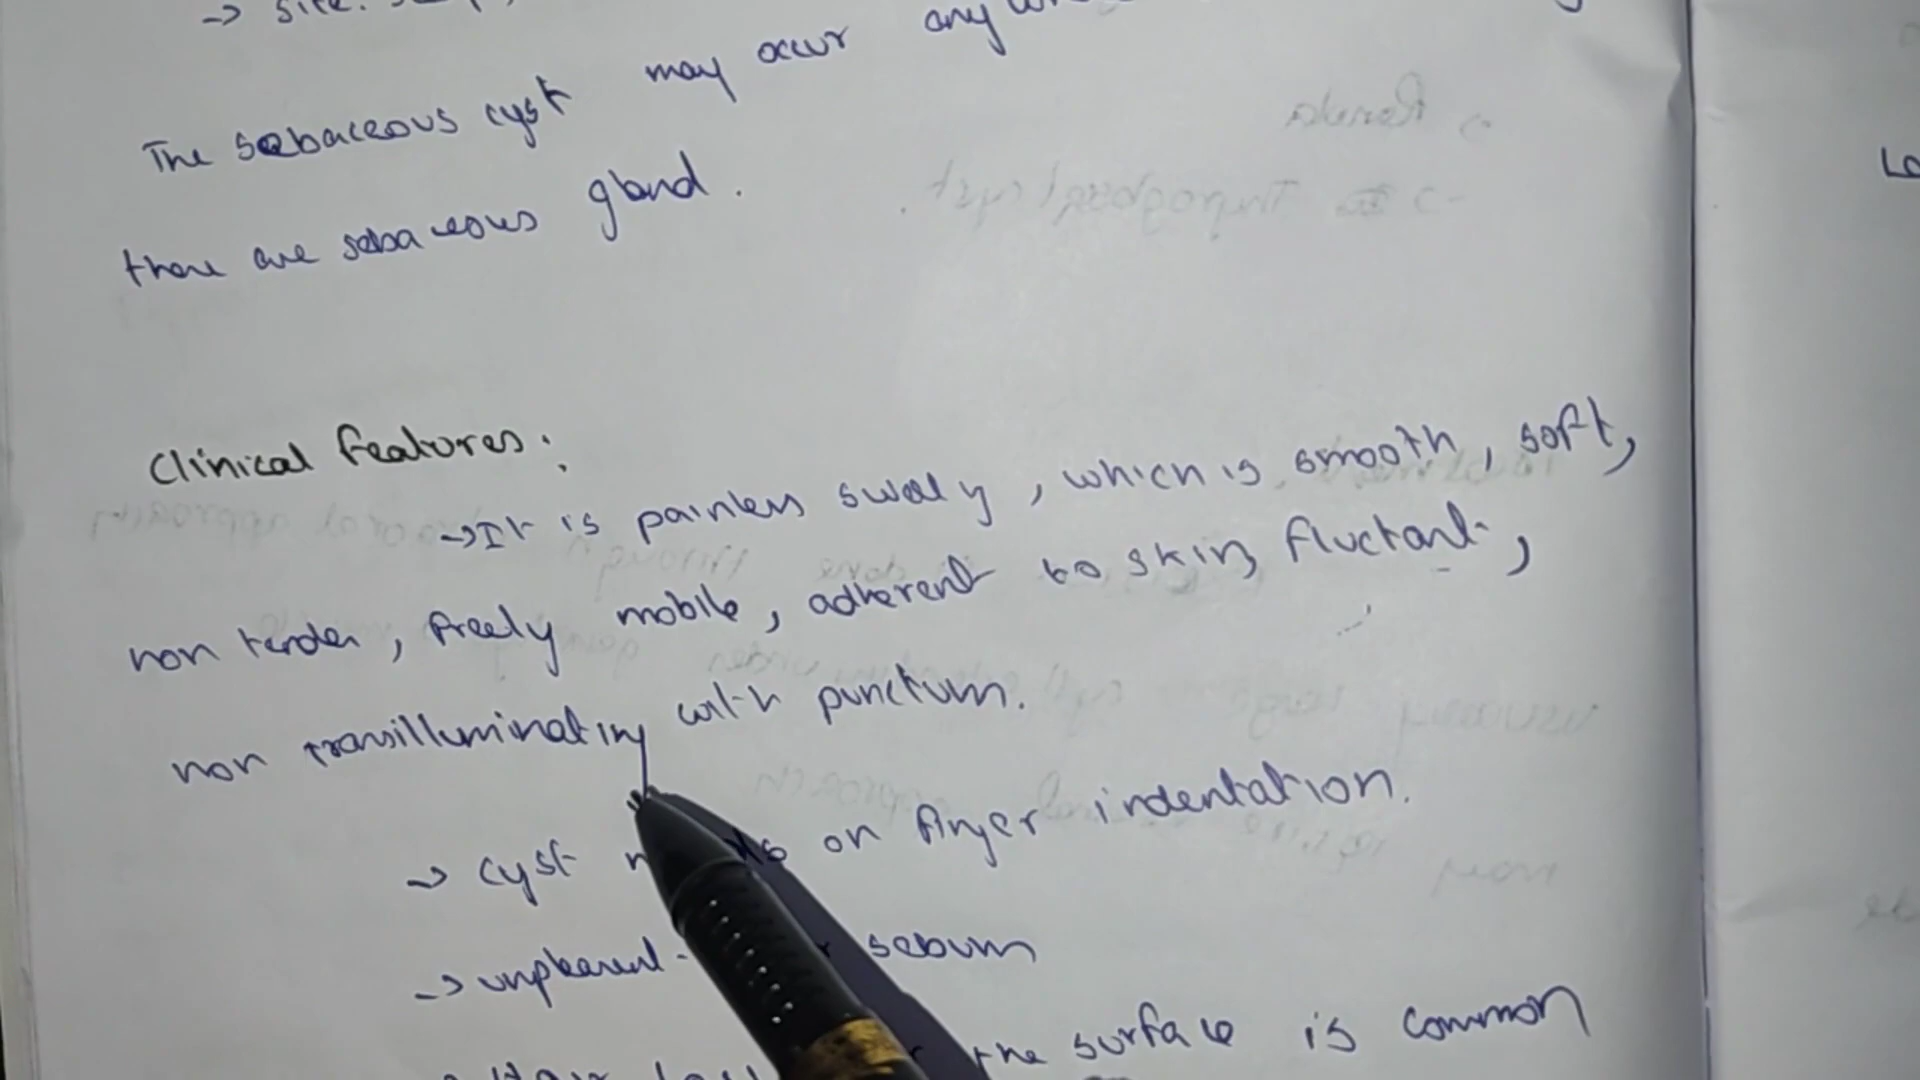 → site:
The sebaceous cyst may occur any
there are sebaceous gland.
Clinical features:
→ It is painless swelly, which is smooth, soft,
non tender, freely mobile, adherent to skin, fluctant,
non transilluminating with punctum.
→ cyst on finger indentation.
→ unpleasant sebum
the surface is common